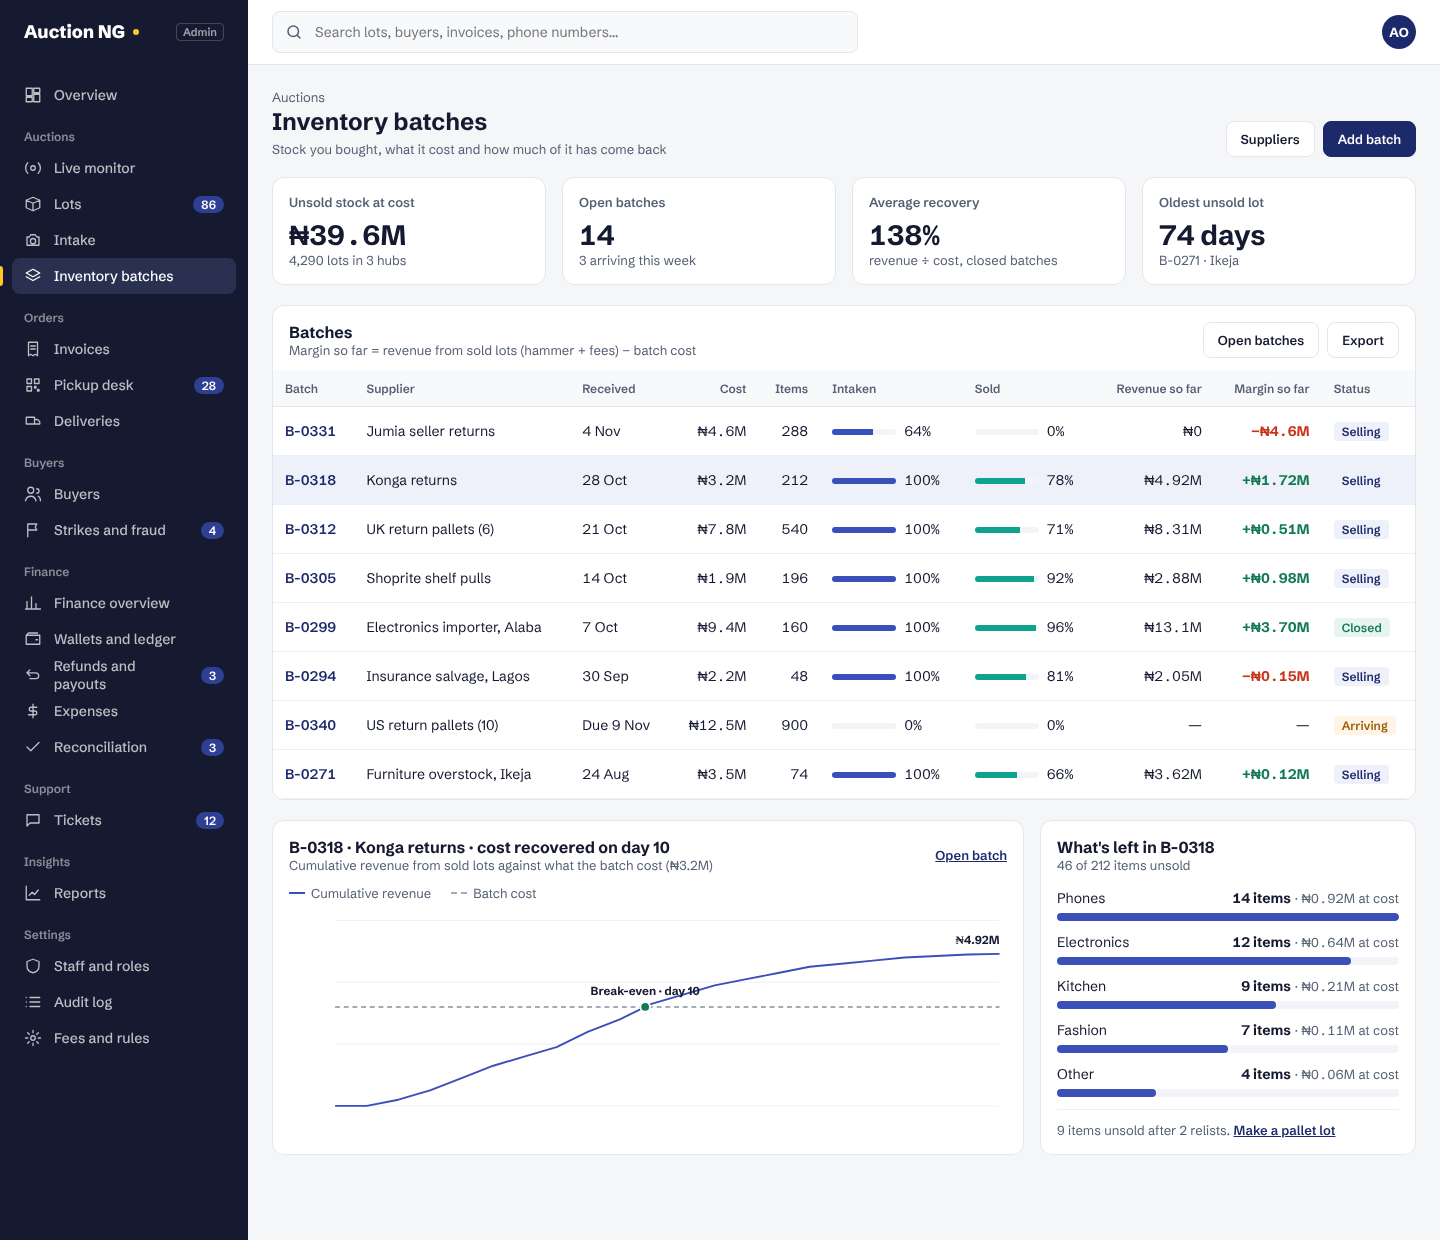 Auction NG
Admin
Search lots, buyers, invoices, phone numbers...
AO
Overview
Auctions
Live monitor
Lots 86
Intake
Inventory batches
Orders
Invoices
Pickup desk 28
Deliveries
Buyers
Buyers
Strikes and fraud 4
Finance
Finance overview
Wallets and ledger
Refunds and
payouts 3
Expenses
Reconciliation 3
Support
Tickets 12
Insights
Reports
Settings
Staff and roles
Audit log
Fees and rules
Auctions
Inventory batches
Stock you bought, what it cost and how much of it has come back
Suppliers
Add batch
Unsold stock at cost
₦39.6M
4,290 lots in 3 hubs
Open batches
14
3 arriving this week
Average recovery
138%
revenue ÷ cost, closed batches
Oldest unsold lot
74 days
B-0271 · Ikeja
Batches
Margin so far = revenue from sold lots (hammer + fees) − batch cost
Open batches
Export
Batch Supplier Received Cost Items Intaken Sold Revenue so far Margin so far Status
B-0331 Jumia seller returns 4 Nov ₦4.6M 288 64% 0% ₦0 −₦4.6M Selling
B-0318 Konga returns 28 Oct ₦3.2M 212 100% 78% ₦4.92M +₦1.72M Selling
B-0312 UK return pallets (6) 21 Oct ₦7.8M 540 100% 71% ₦8.31M +₦0.51M Selling
B-0305 Shoprite shelf pulls 14 Oct ₦1.9M 196 100% 92% ₦2.88M +₦0.98M Selling
B-0299 Electronics importer, Alaba 7 Oct ₦9.4M 160 100% 96% ₦13.1M +₦3.70M Closed
B-0294 Insurance salvage, Lagos 30 Sep ₦2.2M 48 100% 81% ₦2.05M −₦0.15M Selling
B-0340 US return pallets (10) Due 9 Nov ₦12.5M 900 0% 0% — — Arriving
B-0271 Furniture overstock, Ikeja 24 Aug ₦3.5M 74 100% 66% ₦3.62M +₦0.12M Selling
B-0318 · Konga returns · cost recovered on day 10
Cumulative revenue from sold lots against what the batch cost (₦3.2M)
Open batch
Cumulative revenue Batch cost
₦4.92M
Break-even · day 10
What's left in B-0318
46 of 212 items unsold
Phones 14 items · ₦0.92M at cost
Electronics 12 items · ₦0.64M at cost
Kitchen 9 items · ₦0.21M at cost
Fashion 7 items · ₦0.11M at cost
Other 4 items · ₦0.06M at cost
9 items unsold after 2 relists. Make a pallet lot